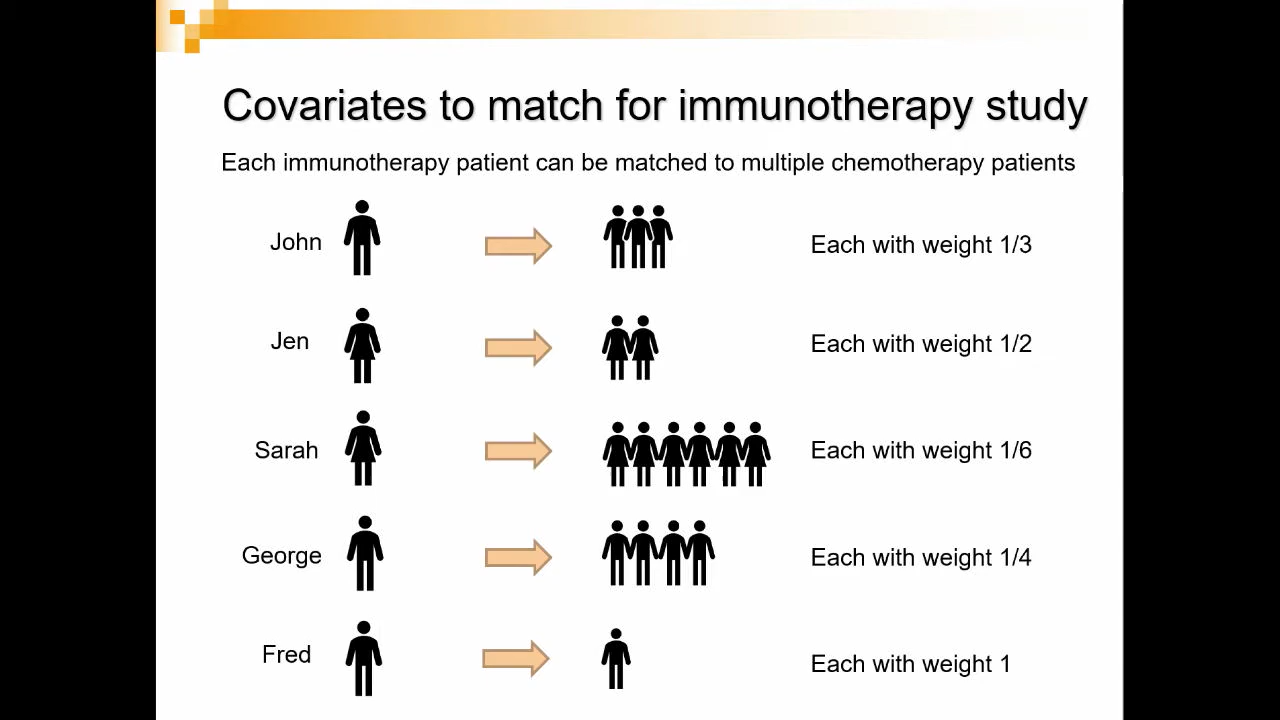 Covariates to match for immunotherapy study
Each immunotherapy patient can be matched to multiple chemotherapy patients
John
Each with weight 1/3
Jen
Each with weight 1/2
Sarah
Each with weight 1/6
George
Each with weight 1/4
Fred
Each with weight 1